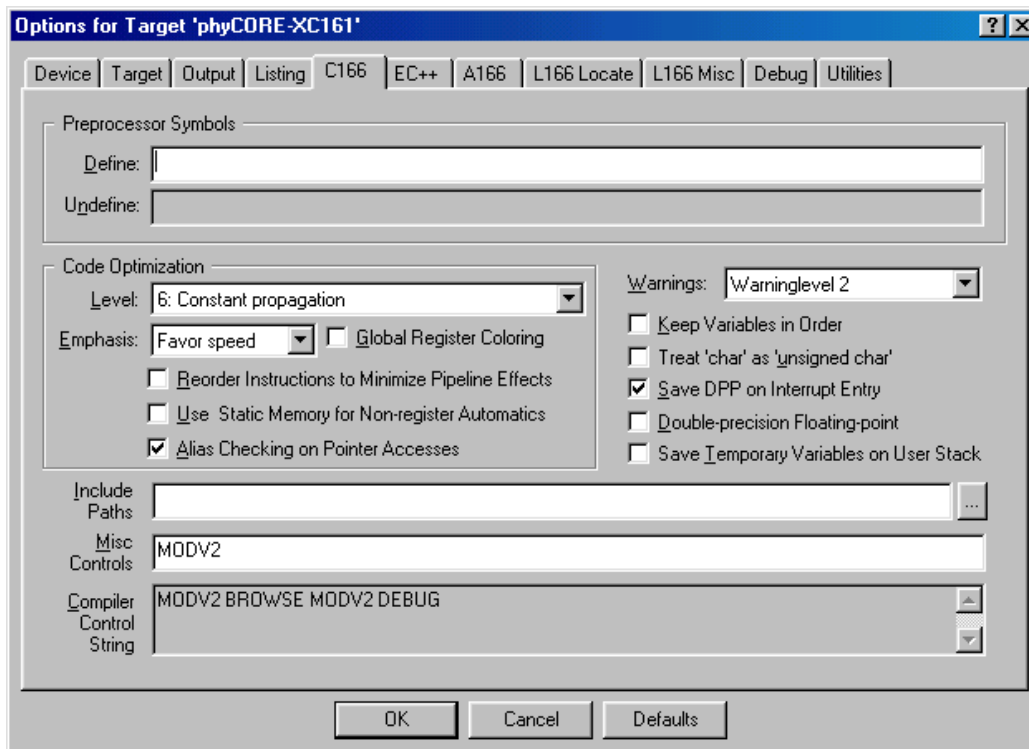 Options for Target 'phyCORE-XC161'
Device Target Output Listing C166 EC++ A166 L166 Locate L166 Misc Debug Utilities
Preprocessor Symbols
Define:
Undefine:
Code Optimization
Level: 6: Constant propagation
Emphasis: Favor speed Global Register Coloring
Reorder Instructions to Minimize Pipeline Effects
Use Static Memory for Non-register Automatics
Alias Checking on Pointer Accesses
Warnings: Warninglevel 2
Keep Variables in Order
Treat 'char' as 'unsigned char'
Save DPP on Interrupt Entry
Double-precision Floating-point
Save Temporary Variables on User Stack
Include
Paths
...
Misc
Controls
MODV2
Compiler
Control
String
MODV2 BROWSE MODV2 DEBUG
OK Cancel Defaults